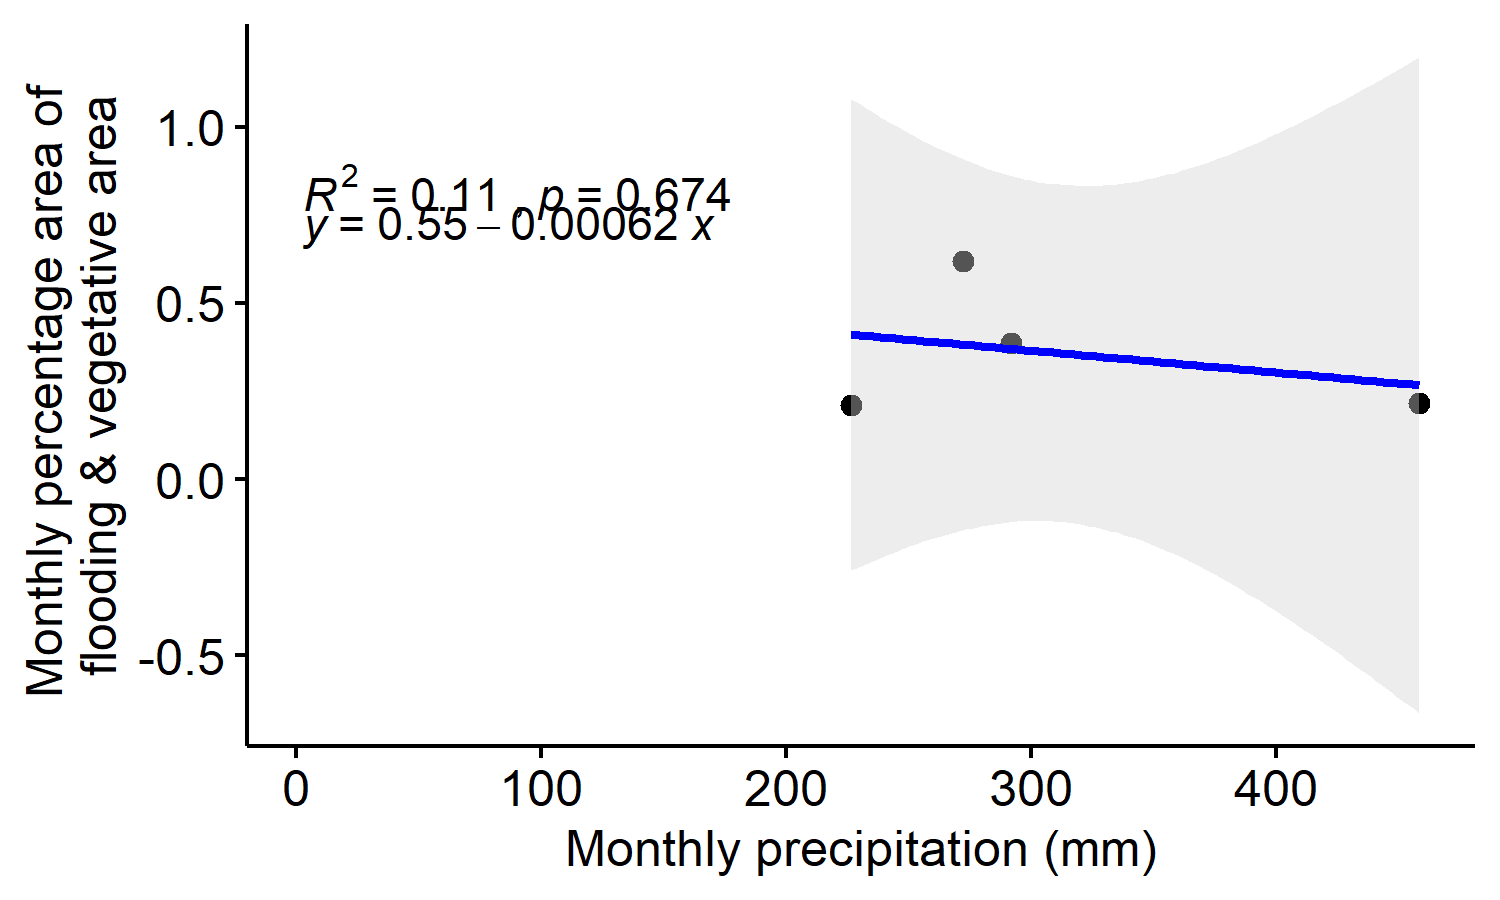 Monthly percentage area of
flooding & vegetative area
1.0
0.5
0.0
-0.5
R² = 0.11 , p = 0.674
y = 0.55 – 0.00062 x
0 100 200 300 400
Monthly precipitation (mm)